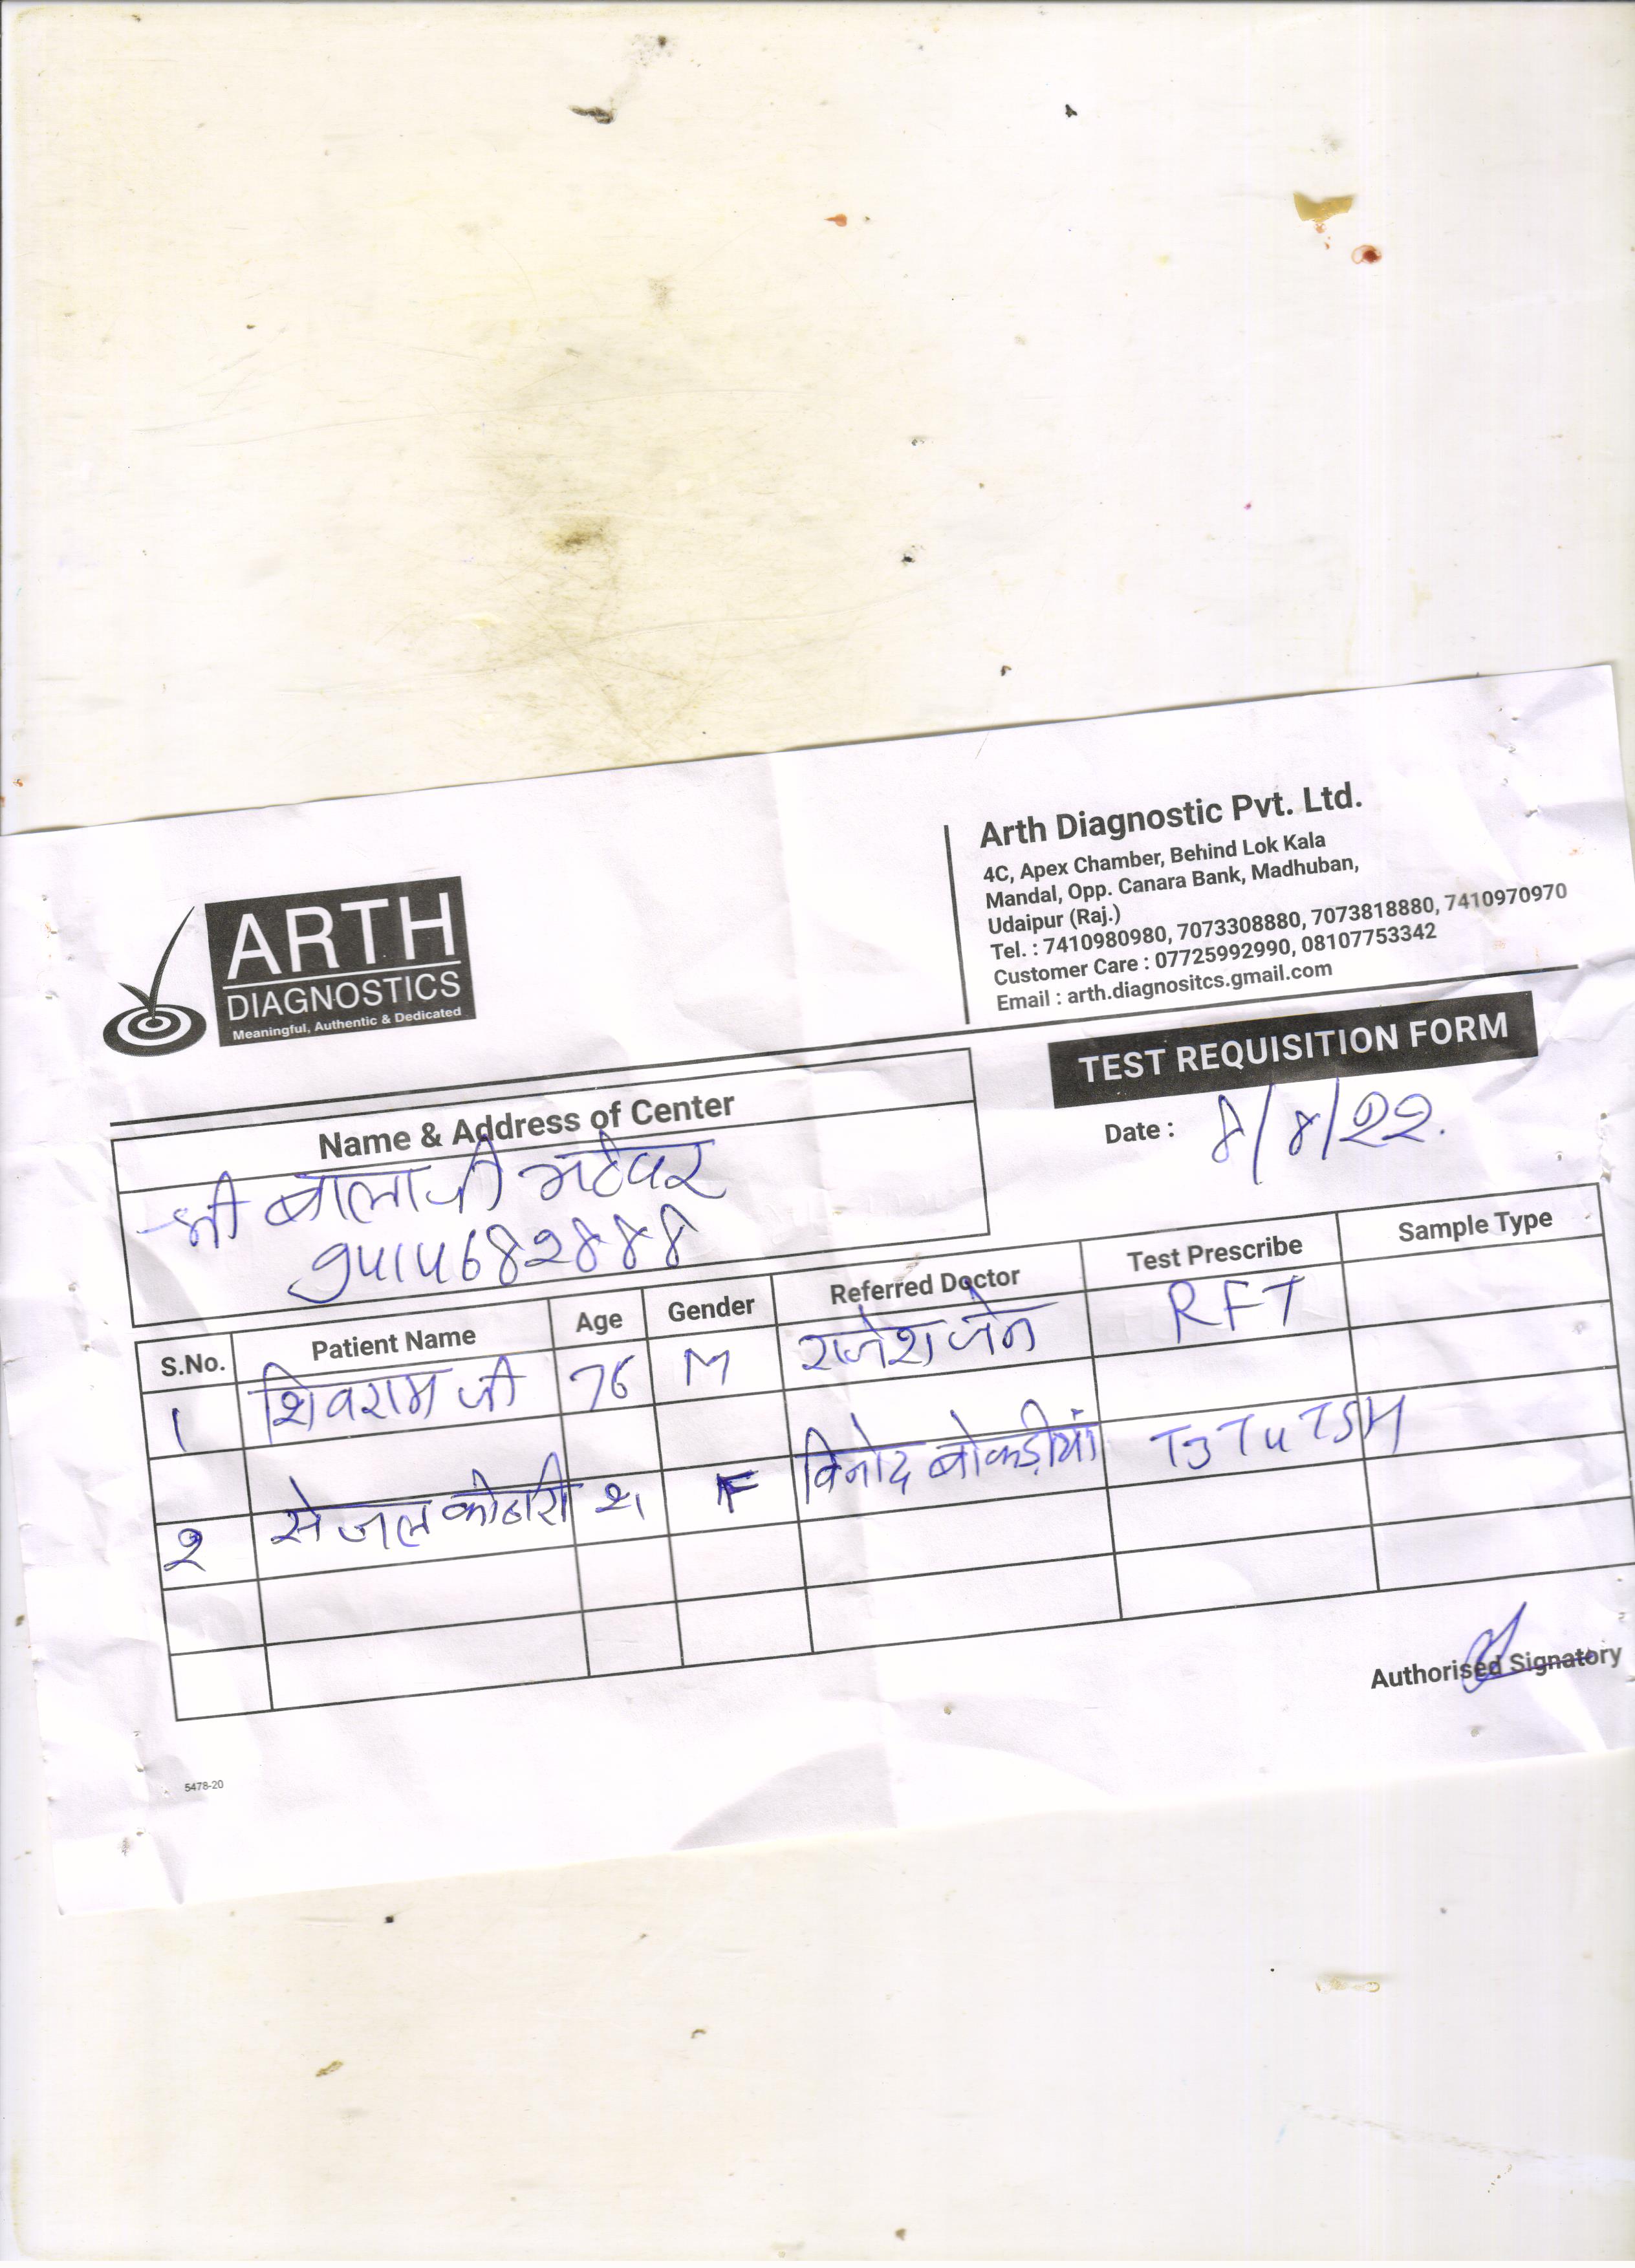 ARTH
DIAGNOSTICS
Meaningful, Authentic & Dedicated
Arth Diagnostic Pvt. Ltd.
4C, Apex Chamber, Behind Lok Kala
Mandal, Opp. Canara Bank, Madhuban,
Udaipur (Raj.)
Tel. : 7410980980, 7073308880, 7073818880, 7410970970
Customer Care : 07725992990, 08107753342
Email : arth.diagnositcs.gmail.com
TEST REQUISITION FORM
Name & Address of Center
Date : 8/8/22.
श्री बालाजी भटेवर
9414682888
S.No. Patient Name Age Gender Referred Doctor Test Prescribe Sample Type
1 शिवराम जी 76 M राजेश जैन RFT
2 सेजल कोठारी 21 F विनोद बोकड़ीयां T3 T4 TSH
Authorised Signatory
5478-20